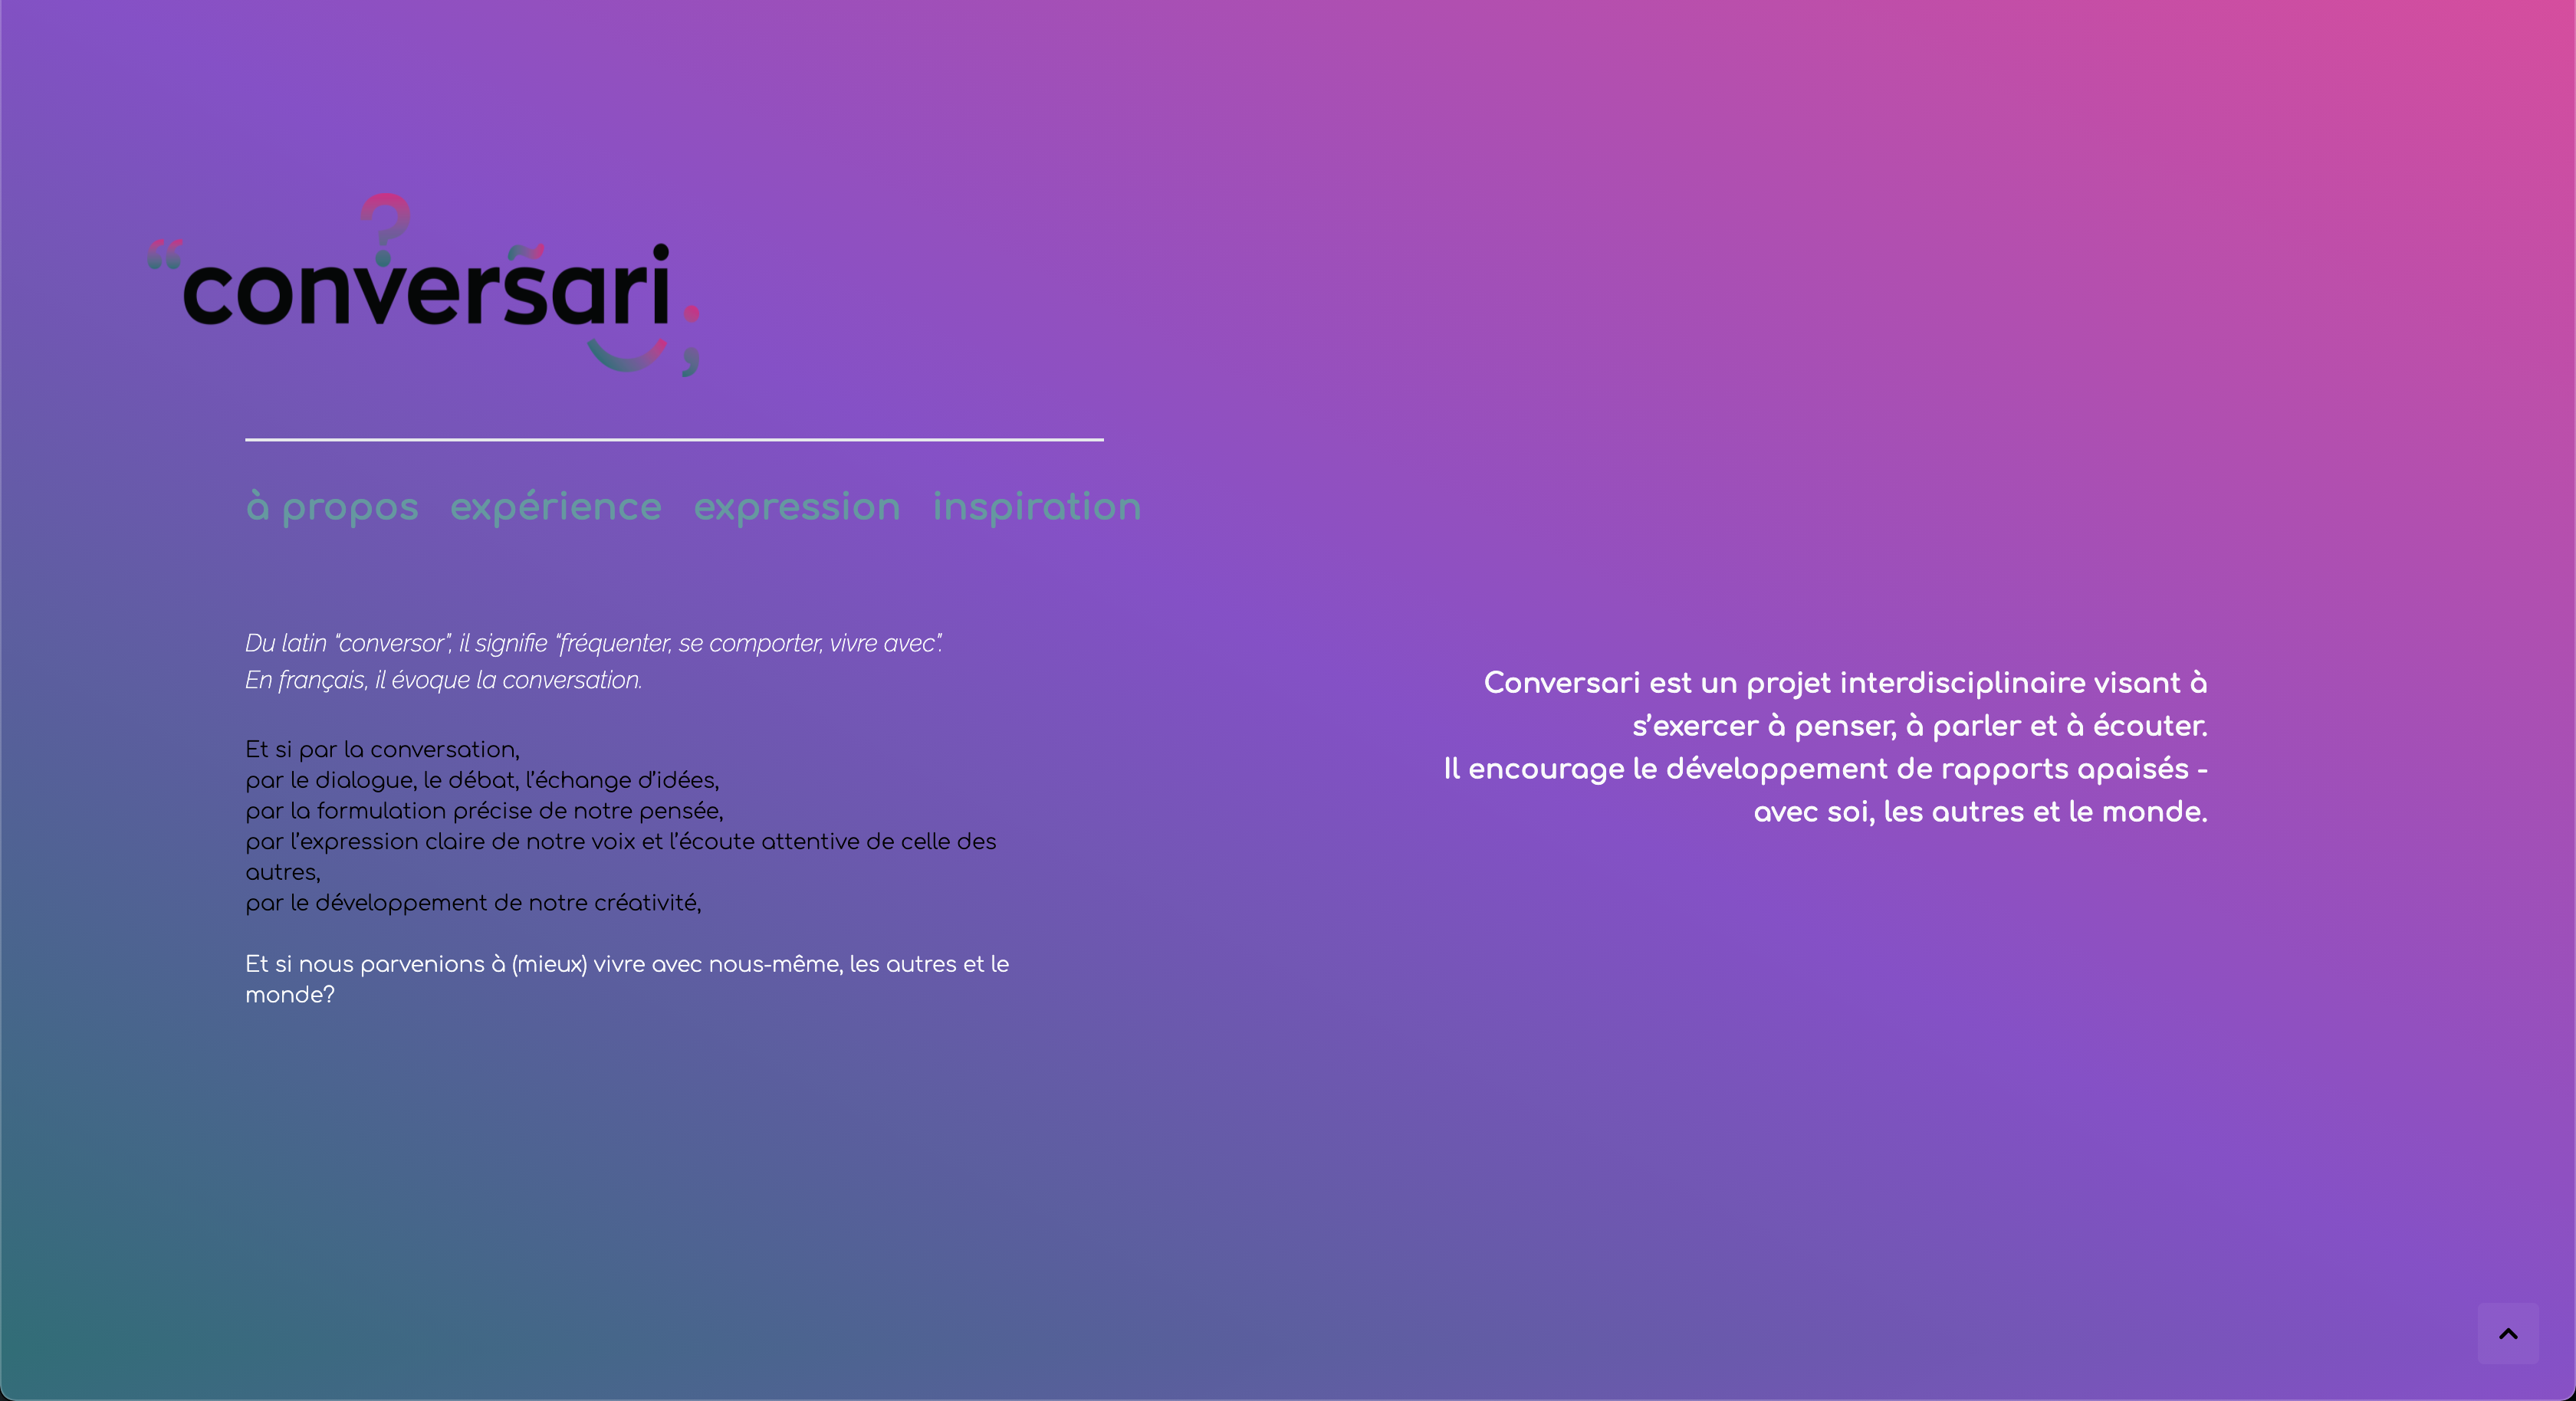 “conversari
à propos expérience expression inspiration
Du latin “conversor”, il signifie “fréquenter, se comporter, vivre avec”.
En français, il évoque la conversation.
Et si par la conversation,
par le dialogue, le débat, l’échange d’idées,
par la formulation précise de notre pensée,
par l’expression claire de notre voix et l’écoute attentive de celle des
autres,
par le développement de notre créativité,
Et si nous parvenions à (mieux) vivre avec nous-même, les autres et le
monde?
Conversari est un projet interdisciplinaire visant à
s’exercer à penser, à parler et à écouter.
Il encourage le développement de rapports apaisés -
avec soi, les autres et le monde.